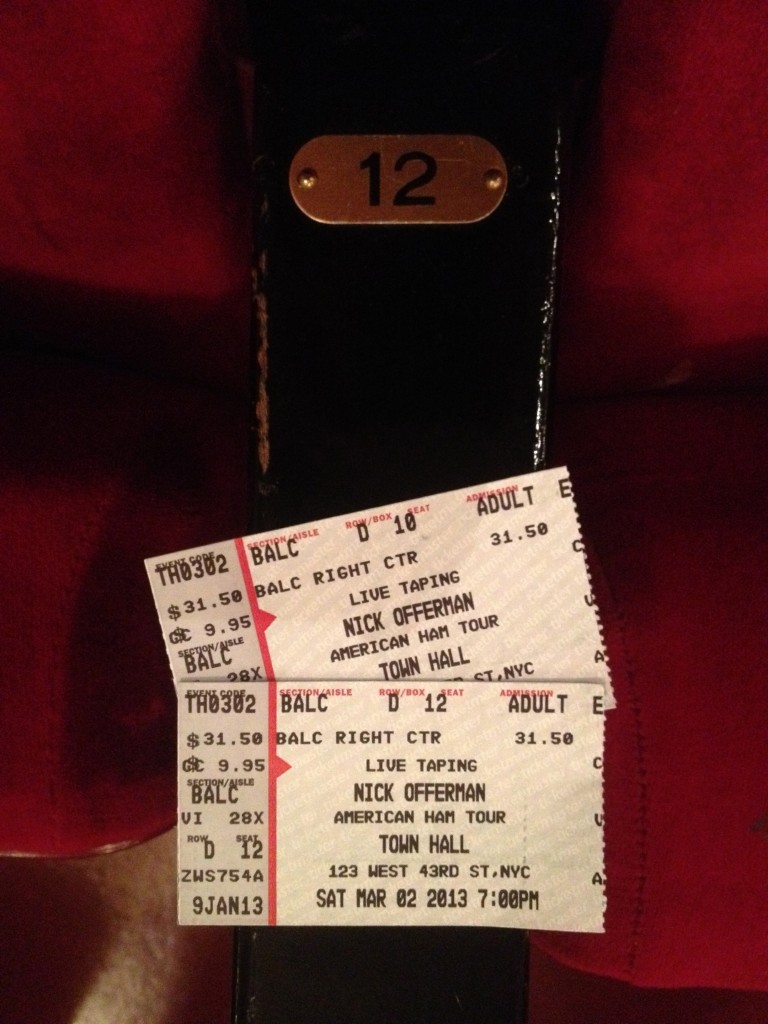 12
EVENT CODE SECTION/AISLE ROW/BOX SEAT ADMISSION
TH0302 BALC D 10 ADULT E
$31.50 BALC RIGHT CTR 31.50 C
CC 9.95 LIVE TAPING
SECTION/AISLE NICK OFFERMAN
BALC AMERICAN HAM TOUR A
28X TOWN HALL
ST,NYC
EVENT CODE SECTION/AISLE ROW/BOX SEAT ADMISSION
TH0302 BALC D 12 ADULT E
$31.50 BALC RIGHT CTR 31.50
CC 9.95 LIVE TAPING C
SECTION/AISLE
BALC NICK OFFERMAN
VI 28X AMERICAN HAM TOUR
ROW SEAT
D 12 TOWN HALL
ZWS754A 123 WEST 43RD ST,NYC A
9JAN13 SAT MAR 02 2013 7:00PM